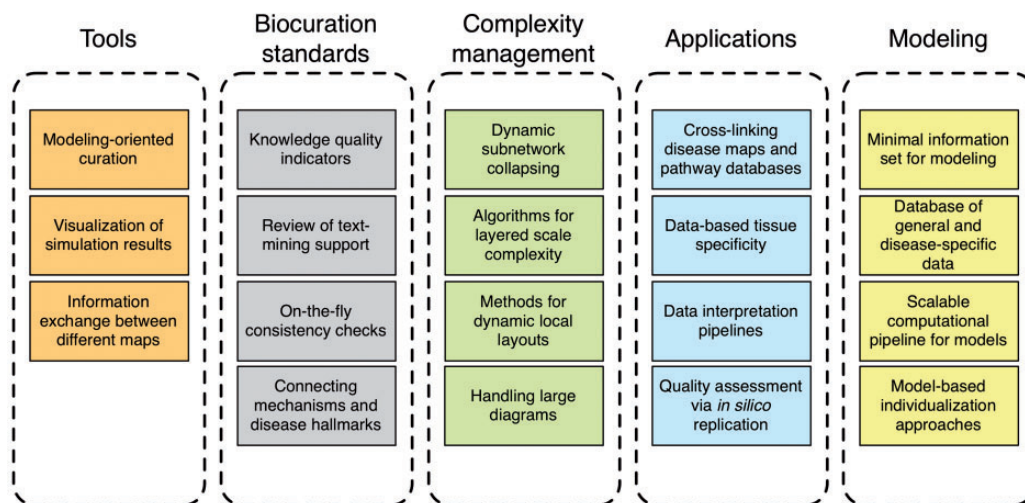 Tools
Biocuration
standards
Complexity
management
Applications
Modeling
Modeling-oriented
curation
Visualization of
simulation results
Information
exchange between
different maps
Knowledge quality
indicators
Review of text-
mining support
On-the-fly
consistency checks
Connecting
mechanisms and
disease hallmarks
Dynamic
subnetwork
collapsing
Algorithms for
layered scale
complexity
Methods for
dynamic local
layouts
Handling large
diagrams
Cross-linking
disease maps and
pathway databases
Data-based tissue
specificity
Data interpretation
pipelines
Quality assessment
via in silico
replication
Minimal information
set for modeling
Database of
general and
disease-specific
data
Scalable
computational
pipeline for models
Model-based
individualization
approaches